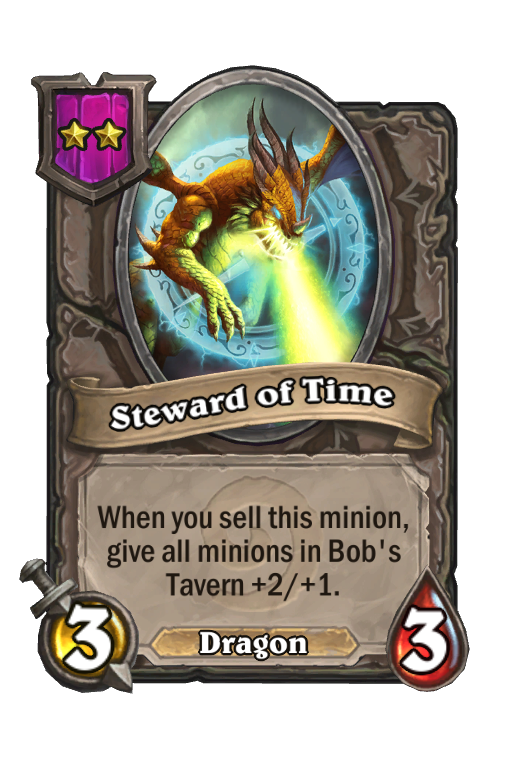 Steward of Time
When you sell this minion,
give all minions in Bob's
Tavern +2/+1.
3
Dragon
3